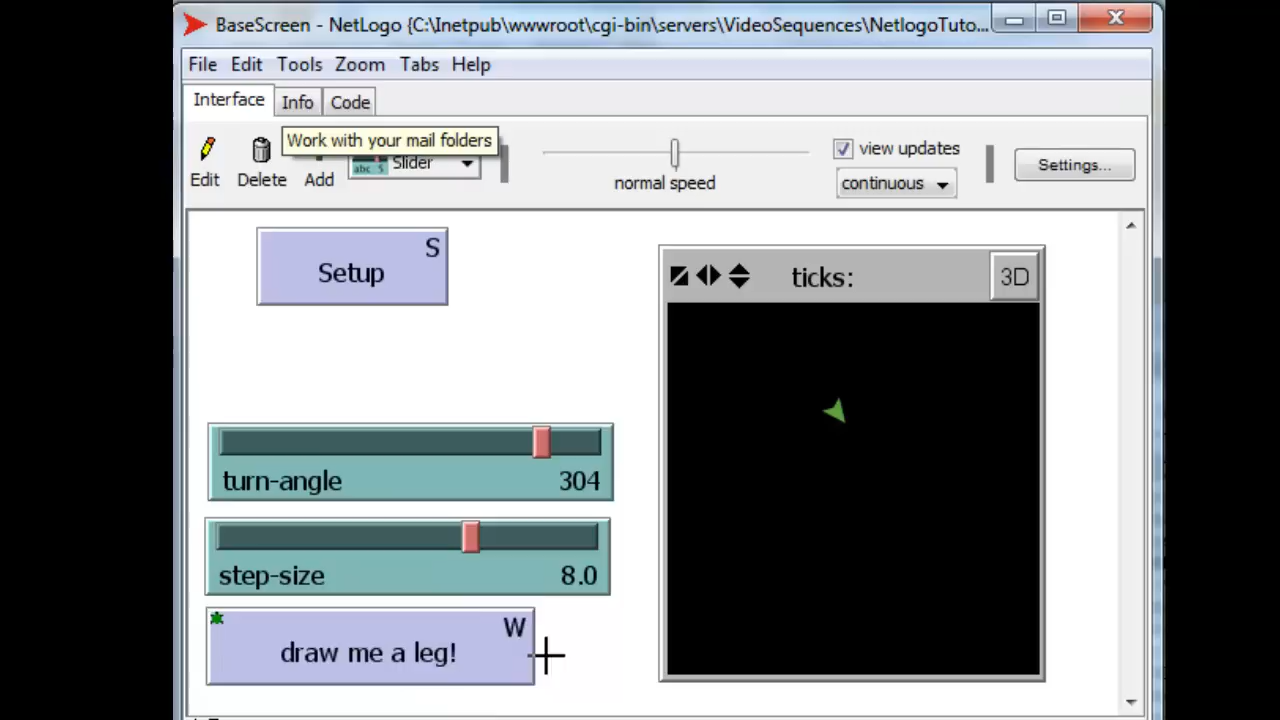 BaseScreen - NetLogo {C:\Inetpub\wwwroot\cgi-bin\servers\VideoSequences\NetlogoTuto...
File Edit Tools Zoom Tabs Help
Interface Info Code
Work with your mail folders
Edit Delete Add
abc 5 Slider
normal speed
view updates
continuous
Settings...
S
Setup
ticks:
3D
turn-angle 304
step-size 8.0
W
draw me a leg!